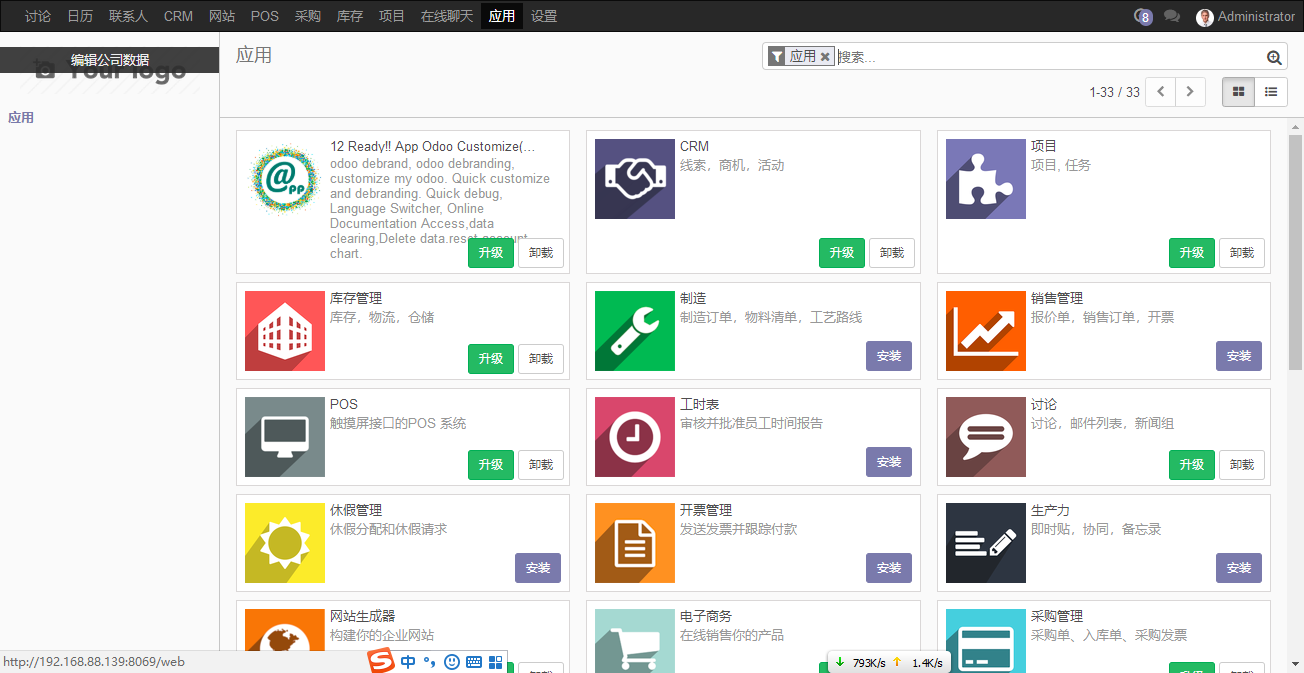 讨论 日历 联系人 CRM 网站 POS 采购 库存 项目 在线聊天 应用 设置 8 Administrator
编辑公司数据
Your logo
应用
应用
应用 × 搜索...
1-33 / 33
12 Ready!! App Odoo Customize(...
odoo debrand, odoo debranding,
customize my odoo. Quick customize
and debranding. Quick debug,
Language Switcher, Online
Documentation Access,data
clearing,Delete data.reset account
chart.
升级 卸载
CRM
线索，商机，活动
升级 卸载
项目
项目, 任务
升级 卸载
库存管理
库存，物流，仓储
升级 卸载
制造
制造订单，物料清单，工艺路线
安装
销售管理
报价单，销售订单，开票
安装
POS
触摸屏接口的POS 系统
升级 卸载
工时表
审核并批准员工时间报告
安装
讨论
讨论，邮件列表，新闻组
升级 卸载
休假管理
休假分配和休假请求
安装
开票管理
发送发票并跟踪付款
安装
生产力
即时贴，协同，备忘录
安装
网站生成器
构建你的企业网站
卸载
电子商务
在线销售你的产品
卸载
采购管理
采购单、入库单、采购发票
升级 卸载
http://192.168.88.139:8069/web
S 中
793K/s 1.4K/s